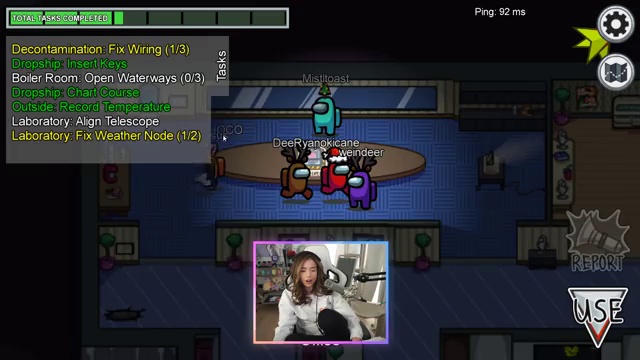 TOTAL TASKS COMPLETED
Ping: 92 ms
Decontamination: Fix Wiring (1/3)
Dropship: Insert Keys
Boiler Room: Open Waterways (0/3)
Dropship: Chart Course
Outside: Record Temperature
Laboratory: Align Telescope
Laboratory: Fix Weather Node (1/2)
Tasks
Mistltoast
DeeRyanokicane
weindeer
REPORT
USE